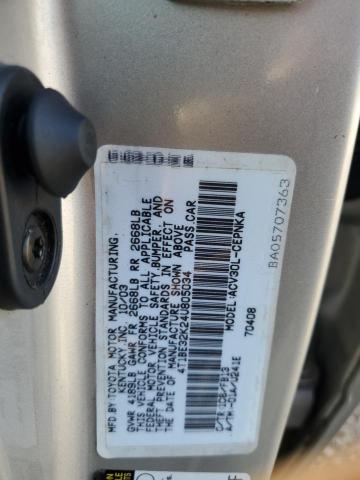 MFD.BY:TOYOTA MOTOR MANUFACTURING.
KENTUCKY, INC. 10/03
GVWR 4189LB GAWR FR 2668LB RR 2668LB
THIS VEHICLE CONFORMS TO ALL APPLICABLE
FEDERAL MOTOR VEHICLE SAFETY, BUMPER, AND
THEFT PREVENTION STANDARDS IN EFFECT ON
THE DATE OF MANUFACTURE SHOWN ABOVE.
4T1BE32K24U805034 PASS.CAR
MODEL:ACV30L-CEPNKA
70408
BA05707363